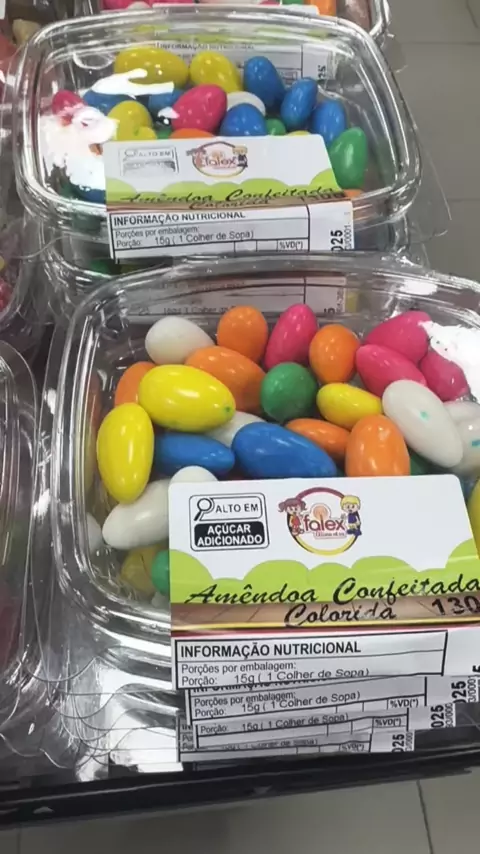 INFORMAÇÃO NUTRICIONAL
ALTO EM
falex
Amêndoa Confeitada
Colorida 130
INFORMAÇÃO NUTRICIONAL
Porções por embalagem:
Porção: 15g ( 1 Colher de Sopa)
%VD(*)
025
ALTO EM
AÇÚCAR
ADICIONADO
falex
Amêndoa Confeitada
Colorida 130
INFORMAÇÃO NUTRICIONAL
Porções por embalagem:
Porção: 15g ( 1 Colher de Sopa)
Porções por embalagem:
Porção: 15g ( 1 Colher de Sopa)
%VD(*)
025
Porção: 15g ( 1 Colher de Sopa)
%VD(*)
025